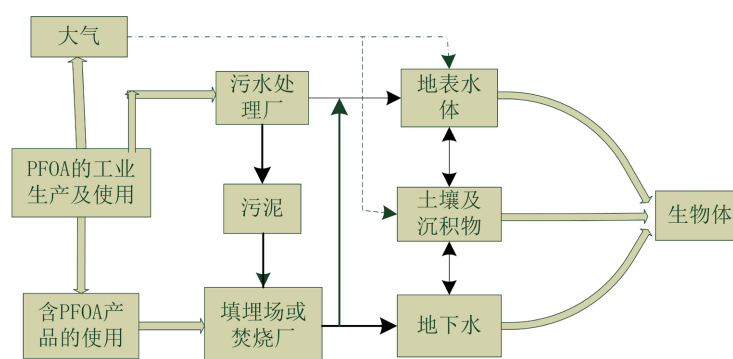 大气
污水处
理厂
地表水
体
PFOA的工业
生产及使用
污泥
土壤及
沉积物
生物体
含PFOA产
品的使用
填埋场或
焚烧厂
地下水